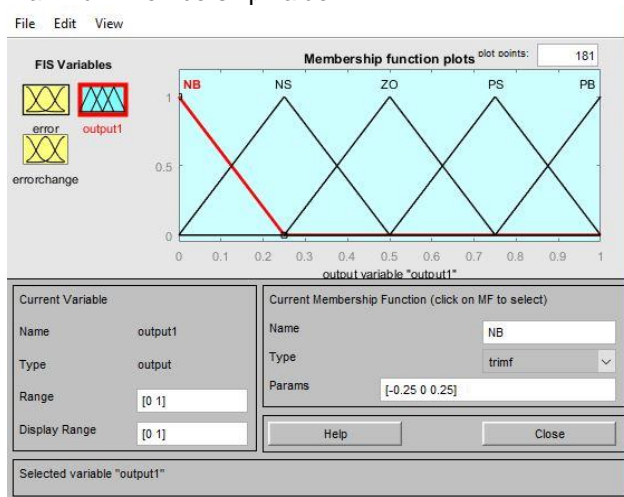 File Edit View
FIS Variables
error
output1
errorchange
Membership function plots
plot points:
181
NB
NS
ZO
PS
PB
1
0.5
0
0 0.1 0.2 0.3 0.4 0.5 0.6 0.7 0.8 0.9 1
output variable "output1"
Current Variable
Name output1
Type output
Range [0 1]
Display Range [0 1]
Current Membership Function (click on MF to select)
Name NB
Type trimf
Params [-0.25 0 0.25]
Help
Close
Selected variable "output1"